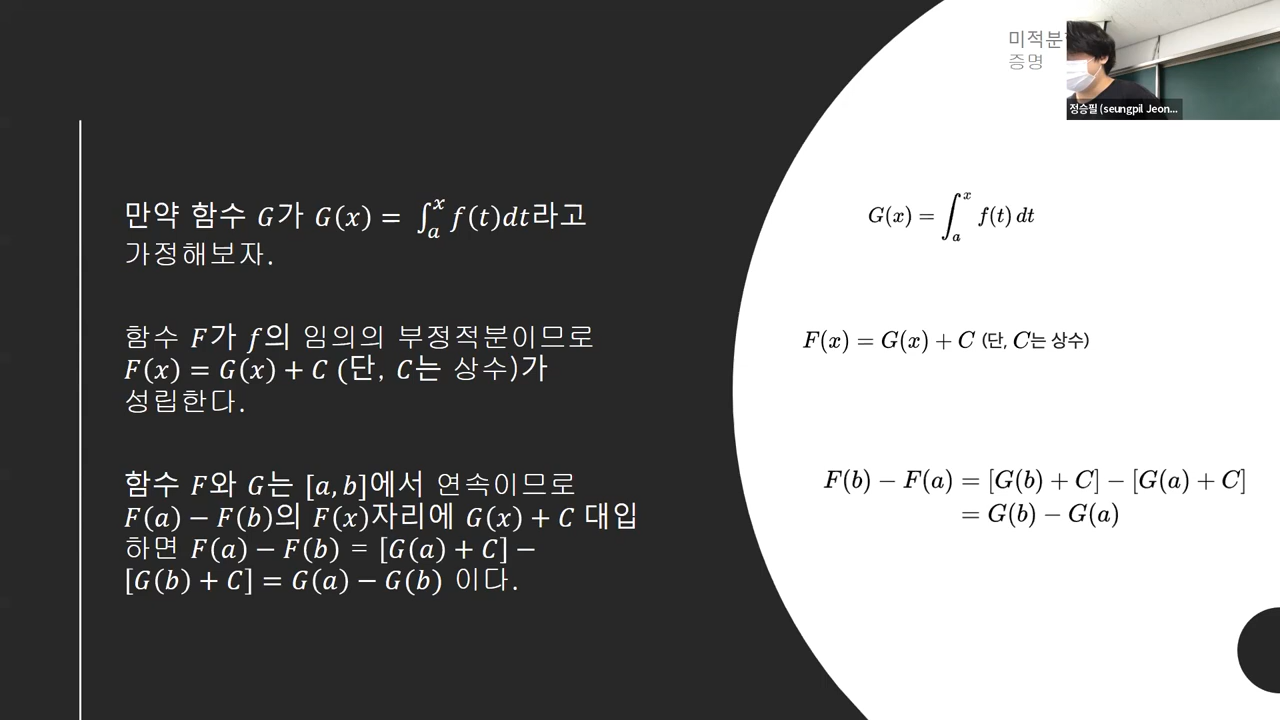 미적분
증명
정승필 (seungpil Jeon...
만약 함수 G가 G(x) = ∫ₐˣ f(t)dt라고
가정해보자.
함수 F가 f의 임의의 부정적분이므로
F(x) = G(x) + C (단, C는 상수)가
성립한다.
함수 F와 G는 [a, b]에서 연속이므로
F(a) − F(b)의 F(x)자리에 G(x) + C 대입
하면 F(a) − F(b) = [G(a) + C] −
[G(b) + C] = G(a) − G(b) 이다.
G(x) = ∫ₐˣ f(t) dt
F(x) = G(x) + C (단, C는 상수)
F(b) − F(a) = [G(b) + C] − [G(a) + C]
= G(b) − G(a)